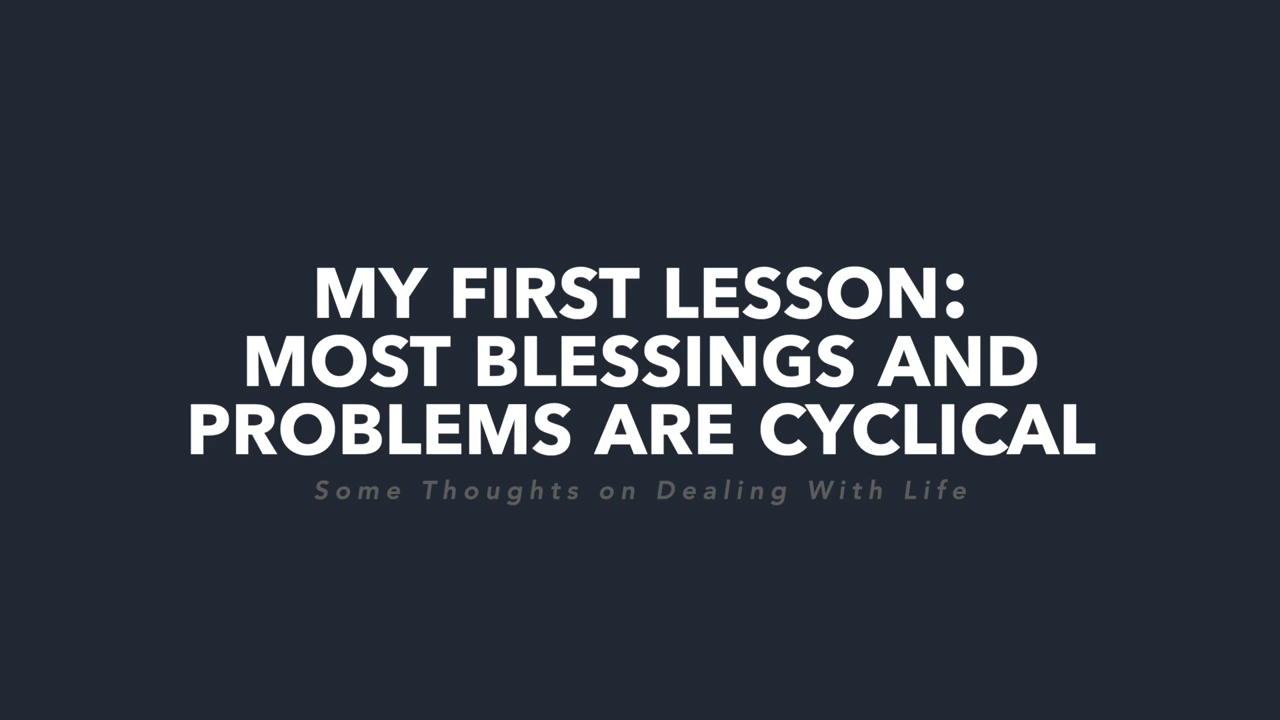 MY FIRST LESSON:
MOST BLESSINGS AND
PROBLEMS ARE CYCLICAL
Some Thoughts on Dealing With Life